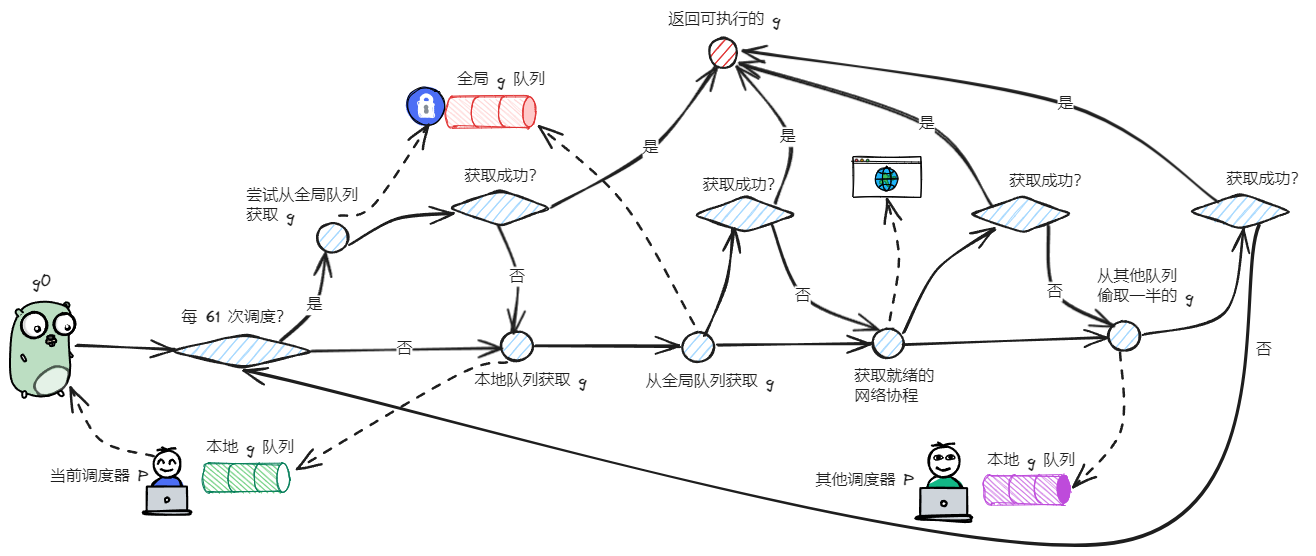 返回可执行的 g
全局 g 队列
是
是
是
是
尝试从全局队列
获取 g
获取成功?
获取成功?
获取成功?
获取成功?
g0
每 61 次调度?
是
否
否
否
否
否
从其他队列
偷取一半的 g
本地队列获取 g
从全局队列获取 g
获取就绪的
网络协程
当前调度器 P
本地 g 队列
其他调度器 P
本地 g 队列